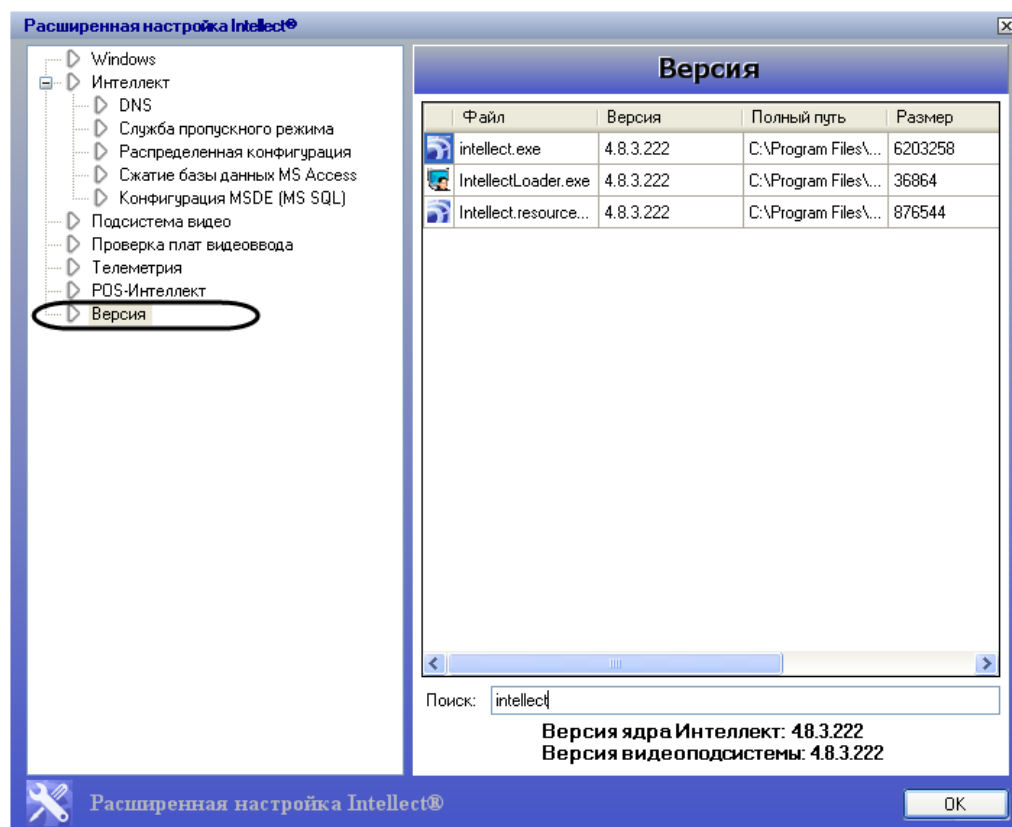 Расширенная настройка Intellect®
Windows
Интеллект
DNS
Служба пропускного режима
Распределенная конфигурация
Сжатие базы данных MS Access
Конфигурация MSDE (MS SQL)
Подсистема видео
Проверка плат видеоввода
Телеметрия
POS-Интеллект
Версия
Версия
Файл Версия Полный путь Размер
intellect.exe 4.8.3.222 C:\Program Files\... 6203258
IntellectLoader.exe 4.8.3.222 C:\Program Files\... 36864
Intellect.resource... 4.8.3.222 C:\Program Files\... 876544
Поиск: intellect
Версия ядра Интеллект: 4.8.3.222
Версия видеоподсистемы: 4.8.3.222
Расширенная настройка Intellect®
OK